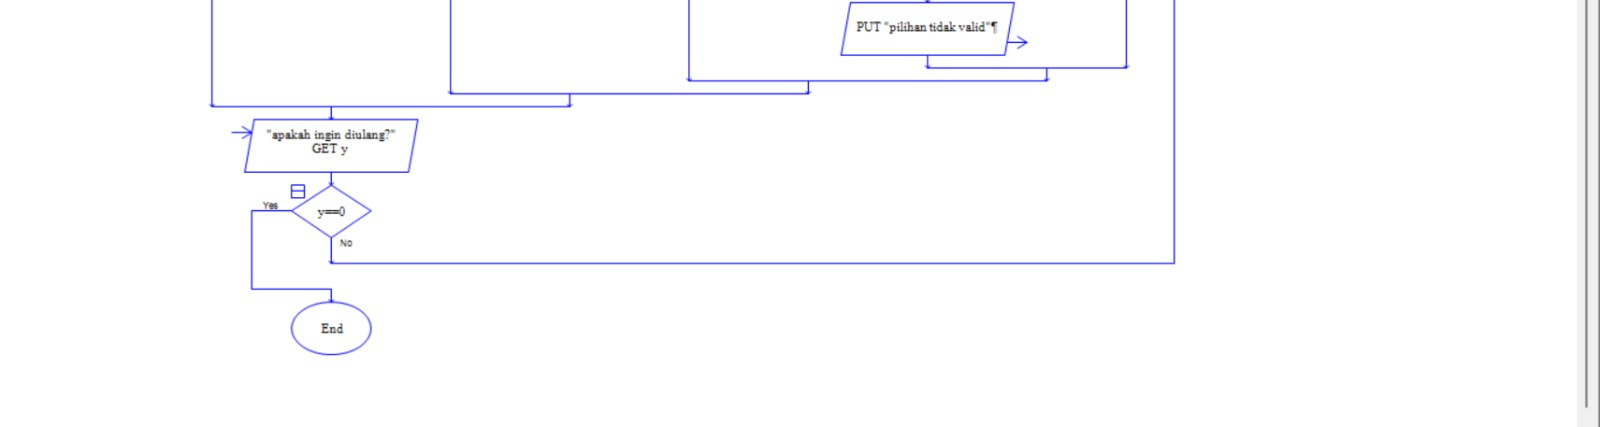 PUT "pilihan tidak valid"¶
"apakah ingin diulang?"
GET y
Yes
y==0
No
End